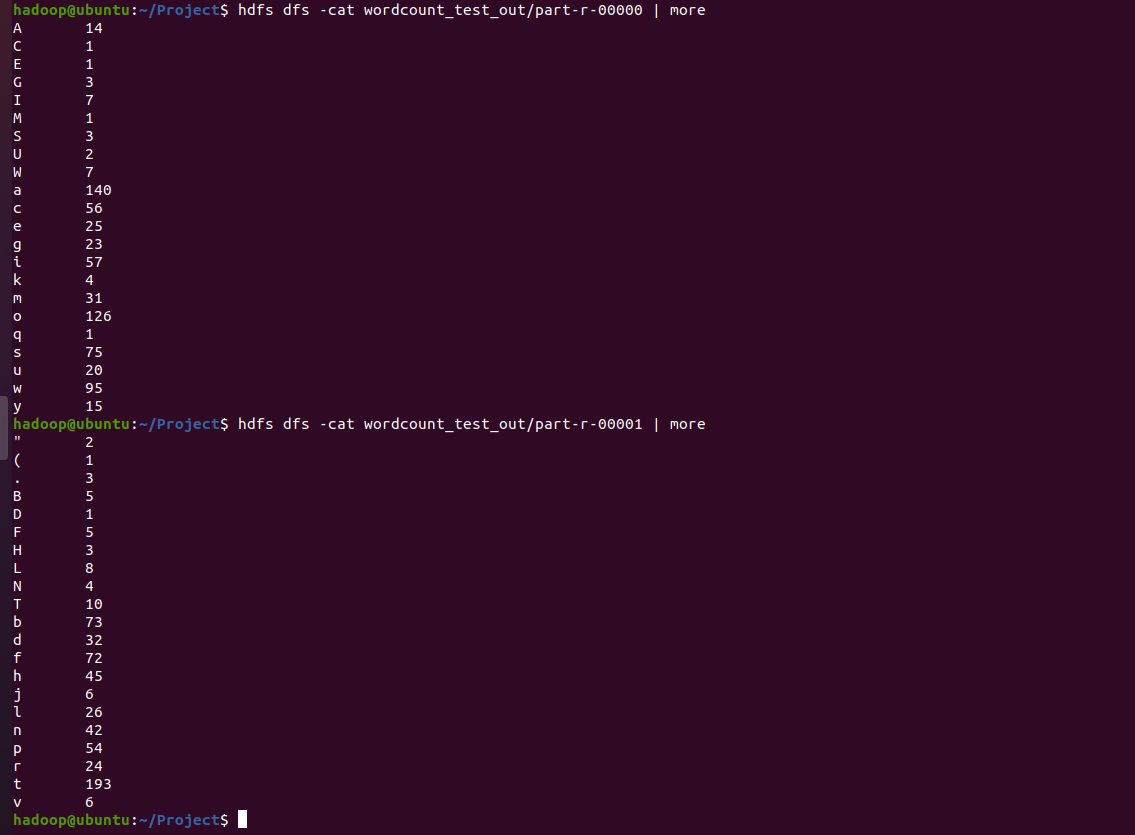 hadoop@ubuntu:~/Project$ hdfs dfs -cat wordcount_test_out/part-r-00000 | more
A 14
C 1
E 1
G 3
I 7
M 1
S 3
U 2
W 7
a 140
c 56
e 25
g 23
i 57
k 4
m 31
o 126
q 1
s 75
u 20
w 95
y 15
hadoop@ubuntu:~/Project$ hdfs dfs -cat wordcount_test_out/part-r-00001 | more
" 2
( 1
. 3
B 5
D 1
F 5
H 3
L 8
N 4
T 10
b 73
d 32
f 72
h 45
j 6
l 26
n 42
p 54
r 24
t 193
v 6
hadoop@ubuntu:~/Project$